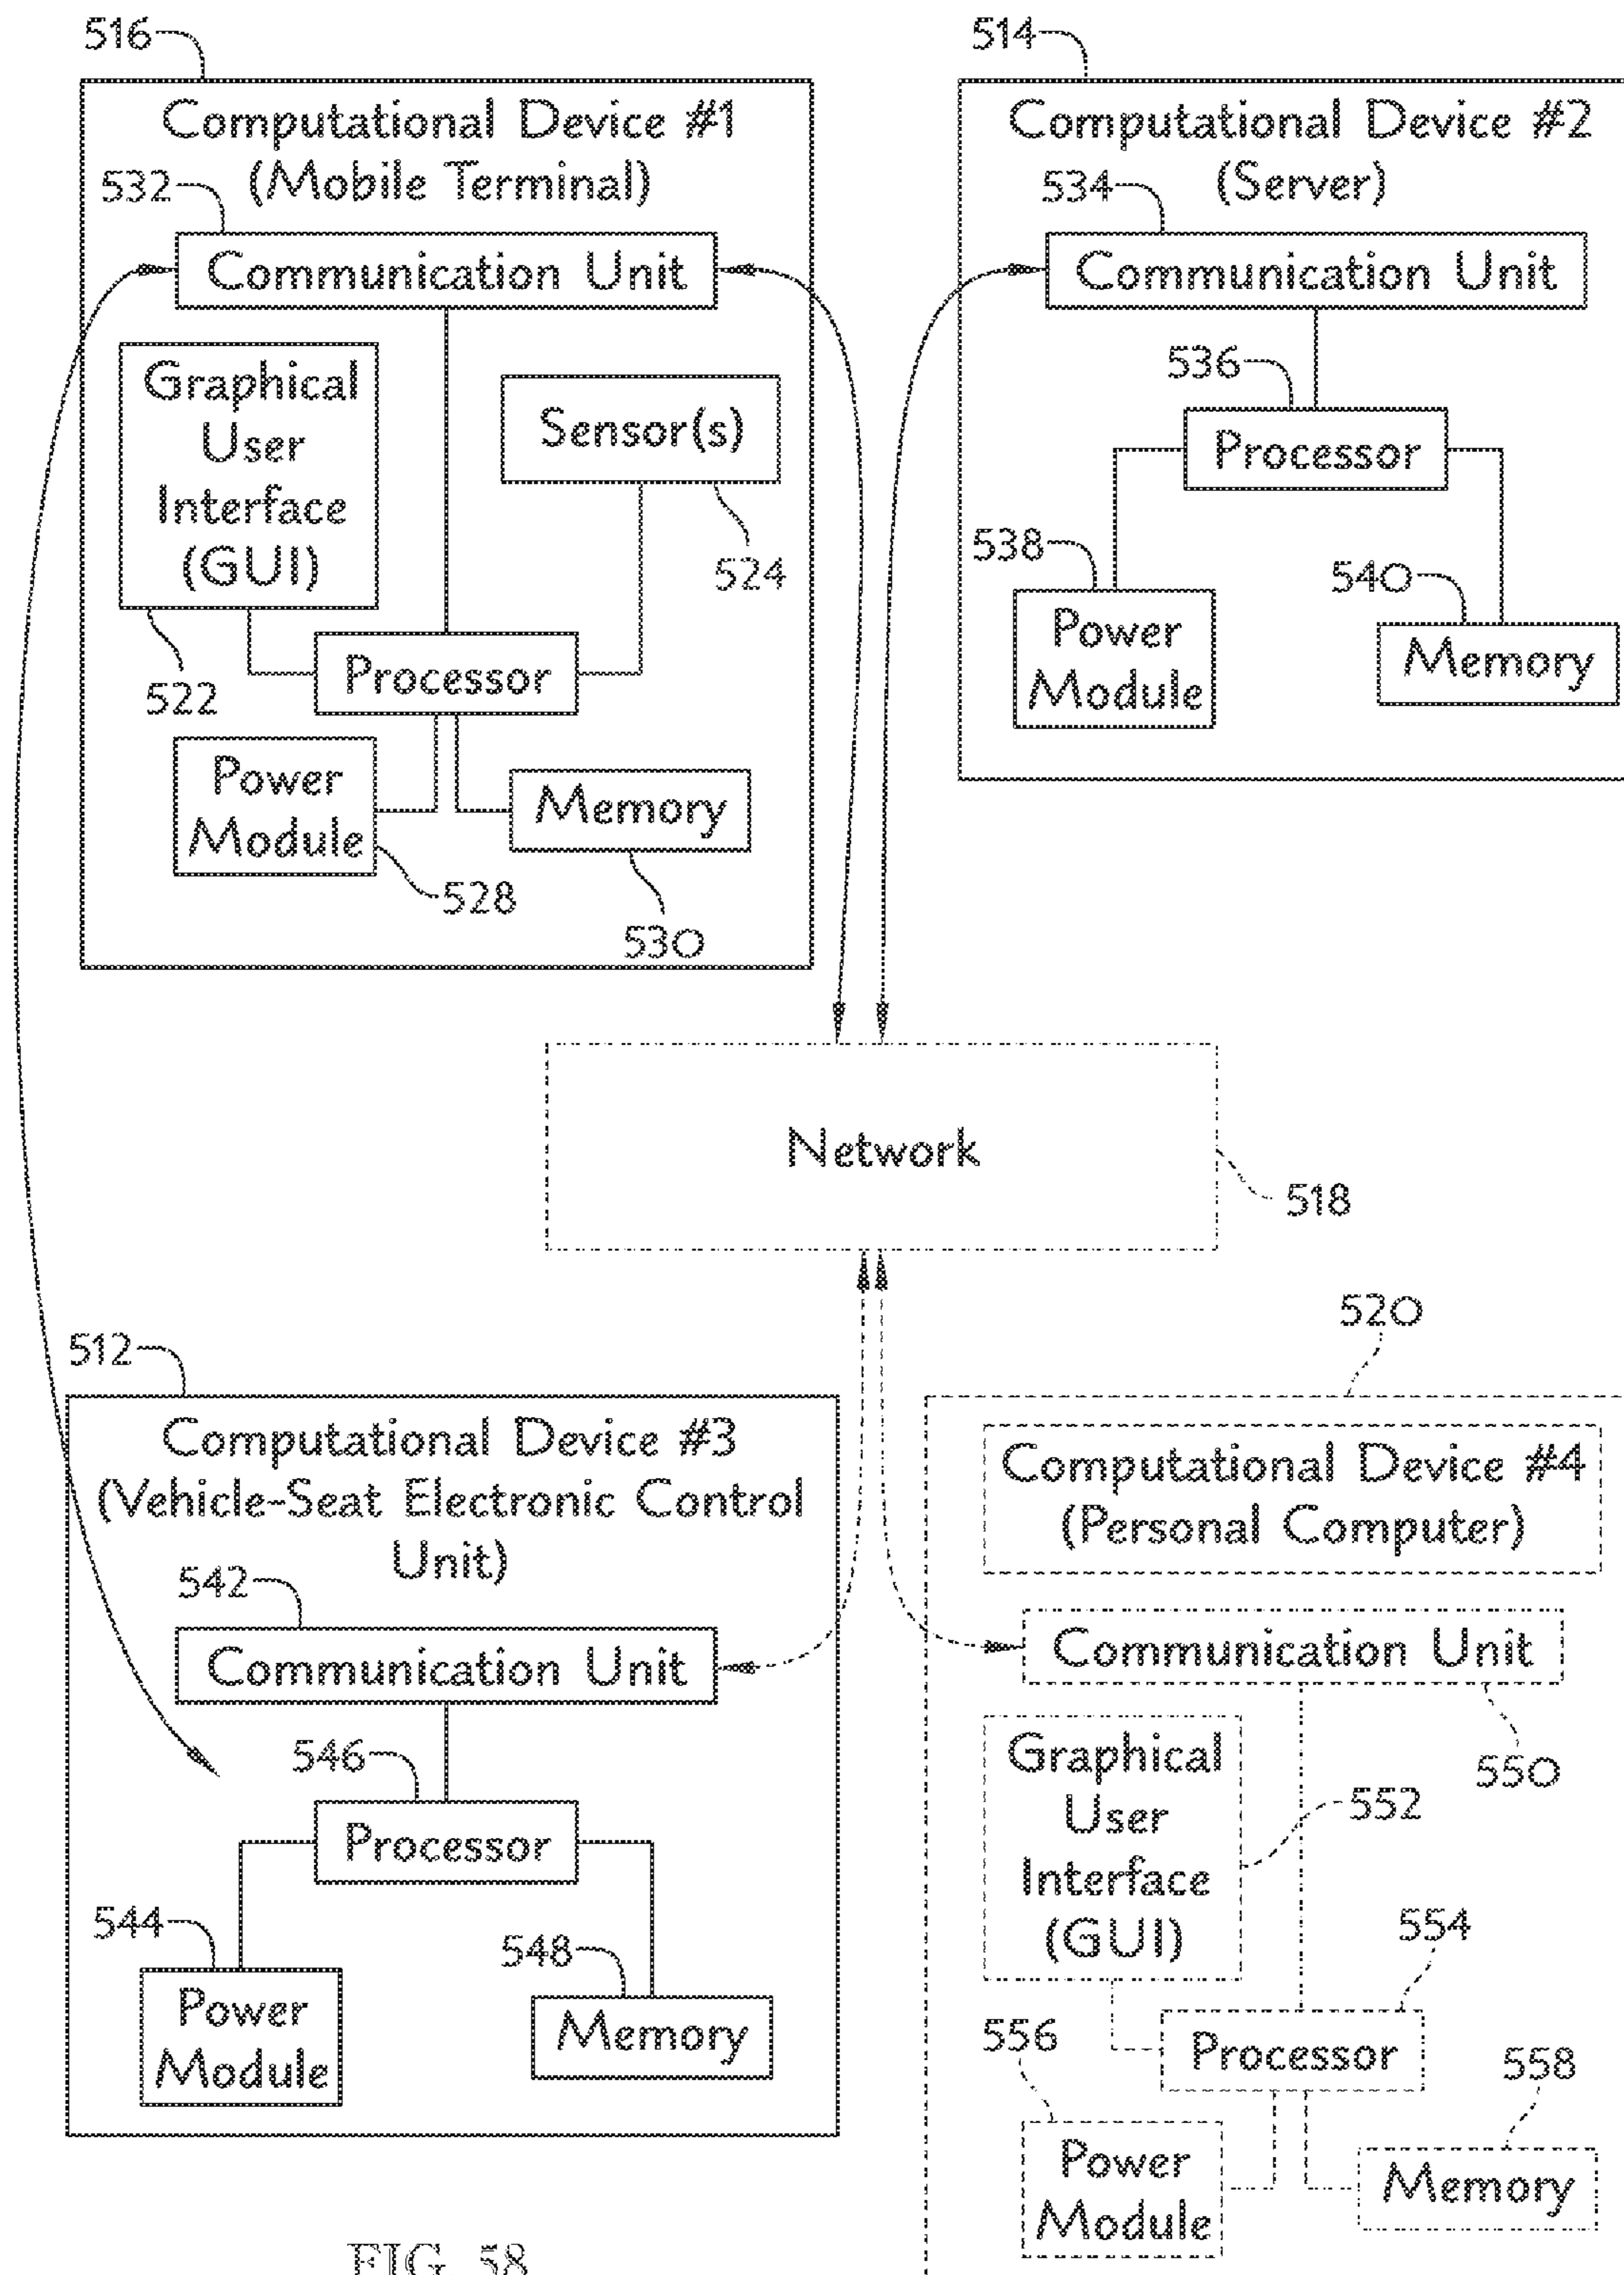 516
Computational Device #1
(Mobile Terminal)
532
Communication Unit
Graphical
User
Interface
(GUI)
522
Sensor(s)
524
Processor
Power
Module
528
Memory
530
514
Computational Device #2
(Server)
534
Communication Unit
536
Processor
538
Power
Module
540
Memory
Network
518
512
Computational Device #3
(Vehicle-Seat Electronic Control
Unit)
542
Communication Unit
546
Processor
544
Power
Module
548
Memory
520
Computational Device #4
(Personal Computer)
Communication Unit
550
Graphical
User
Interface
(GUI)
552
554
Processor
556
Power
Module
558
Memory
FIG. 58